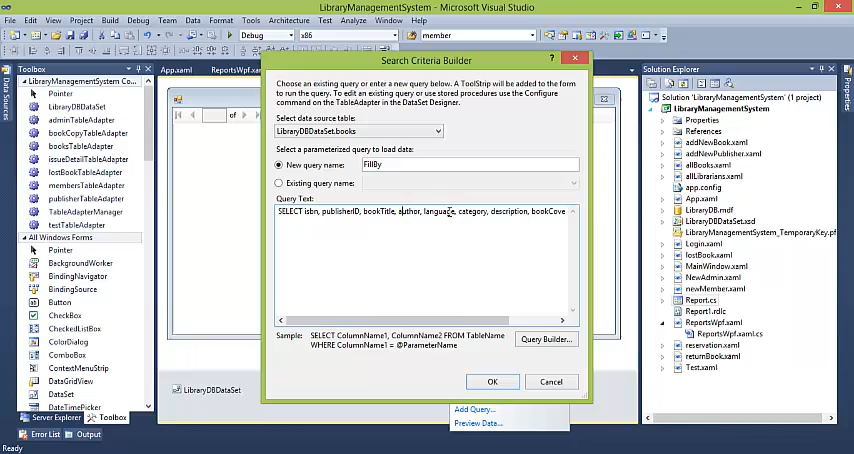 LibraryManagementSystem - Microsoft Visual Studio
File Edit View Project Build Debug Team Data Format Tools Architecture Test Analyze Window Help
Debug x86 member
Toolbox
App.xaml ReportsWpf.xam
Data Sources
LibraryManagementSystem Co...
Pointer
LibraryDBDataSet
adminTableAdapter
bookCopyTableAdapter
booksTableAdapter
issueDetailTableAdapter
lostBookTableAdapter
membersTableAdapter
publisherTableAdapter
TableAdapterManager
testTableAdapter
All Windows Forms
Pointer
BackgroundWorker
BindingNavigator
BindingSource
Button
CheckBox
CheckedListBox
ColorDialog
ComboBox
ContextMenuStrip
DataGridView
DataSet
DateTimePicker
Server Explorer Toolbox
Error List Output
Ready
of
LibraryDBDataSet
Search Criteria Builder
Choose an existing query or enter a new query below. A ToolStrip will be added to the form
to run the query. To edit an existing query or use stored procedures use the Configure
command on the TableAdapter in the DataSet Designer.
Select data source table:
LibraryDBDataSet.books
Select a parameterized query to load data:
New query name: FillBy
Existing query name:
Query Text:
SELECT isbn, publisherID, bookTitle, author, language, category, description, bookCove
Sample: SELECT ColumnName1, ColumnName2 FROM TableName
WHERE ColumnName1 = @ParameterName
Query Builder...
OK Cancel
Add Query...
Preview Data...
Solution Explorer
Solution 'LibraryManagementSystem' (1 project)
LibraryManagementSystem
Properties
References
addNewBook.xaml
addNewPublisher.xaml
allBooks.xaml
allLibrarians.xaml
app.config
App.xaml
LibraryDB.mdf
LibraryDBDataSet.xsd
LibraryManagementSystem_TemporaryKey.pf
Login.xaml
lostBook.xaml
MainWindow.xaml
NewAdmin.xaml
newMember.xaml
Report.cs
Report1.rdlc
ReportsWpf.xaml
ReportsWpf.xaml.cs
reservation.xaml
returnBook.xaml
Test.xaml
Properties